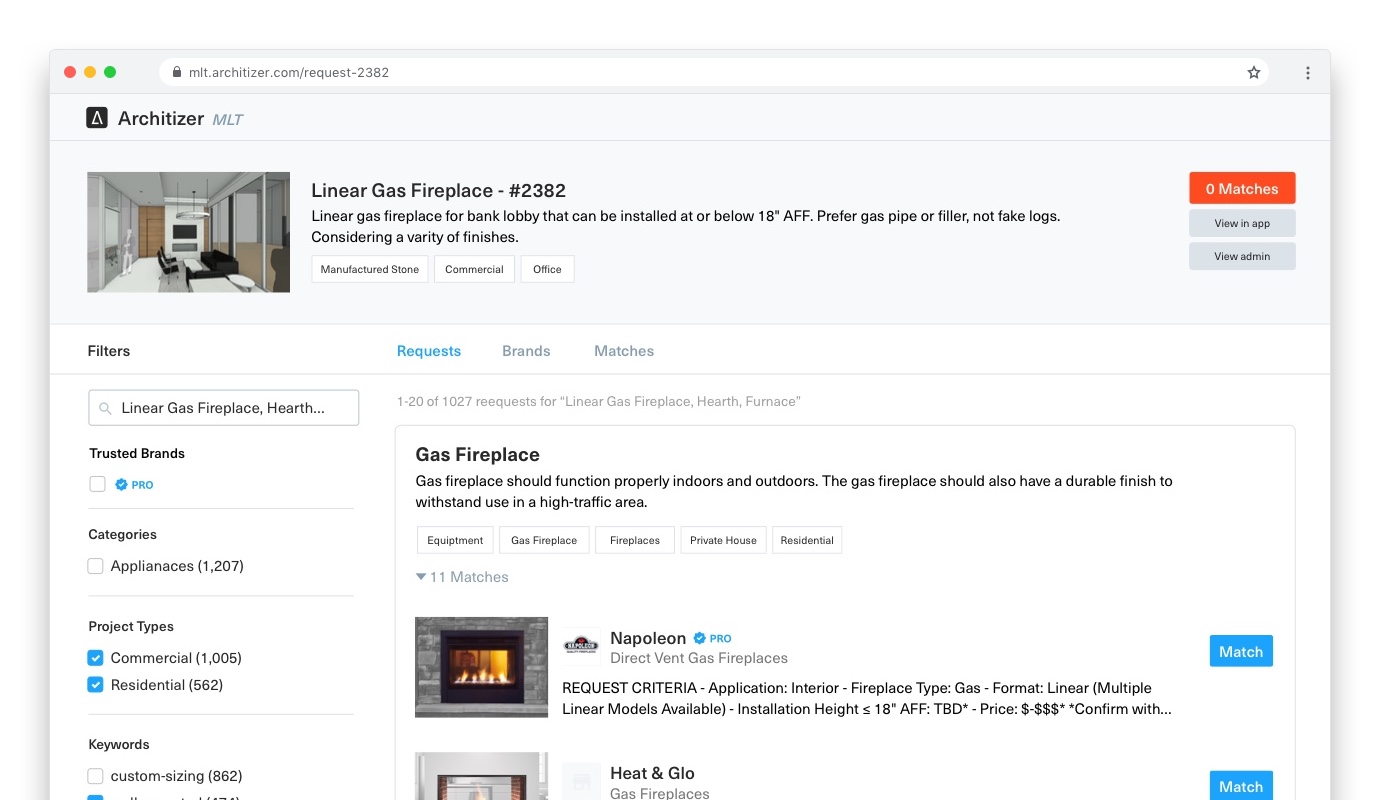 mlt.architizer.com/request-2382
Architizer MLT
Linear Gas Fireplace - #2382
Linear gas fireplace for bank lobby that can be installed at or below 18" AFF. Prefer gas pipe or filler, not fake logs.
Considering a varity of finishes.
Manufactured Stone
Commercial
Office
0 Matches
View in app
View admin
Filters
Requests
Brands
Matches
Linear Gas Fireplace, Hearth...
Trusted Brands
PRO
Categories
Applianaces (1,207)
Project Types
Commercial (1,005)
Residential (562)
Keywords
custom-sizing (862)
1-20 of 1027 reequests for “Linear Gas Fireplace, Hearth, Furnace”
Gas Fireplace
Gas fireplace should function properly indoors and outdoors. The gas fireplace should also have a durable finish to
withstand use in a high-traffic area.
Equiptment
Gas Fireplace
Fireplaces
Private House
Residential
11 Matches
NAPOLEON
Napoleon PRO
Direct Vent Gas Fireplaces
Match
REQUEST CRITERIA - Application: Interior - Fireplace Type: Gas - Format: Linear (Multiple
Linear Models Available) - Installation Height ≤ 18" AFF: TBD* - Price: $-$$$* *Confirm with...
Heat & Glo
Gas Fireplaces
Match